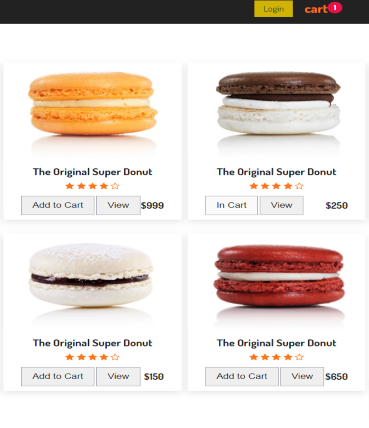 Login cart 1
The Original Super Donut
Add to Cart View $999
The Original Super Donut
In Cart View $250
The Original Super Donut
Add to Cart View $150
The Original Super Donut
Add to Cart View $650